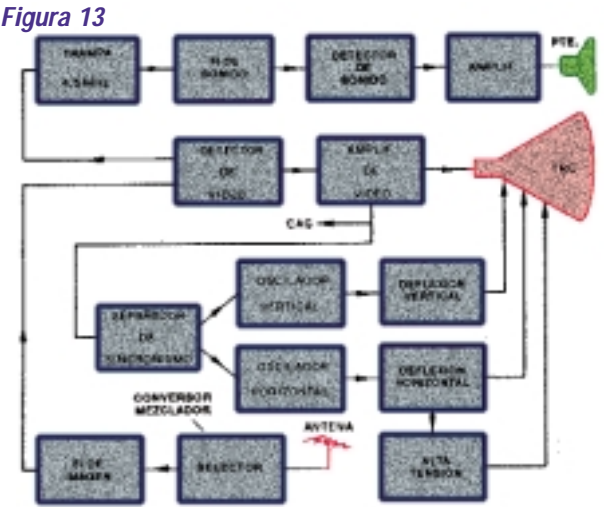 Figura 13
TRAMPA
4,5MHZ
FI DE
SONIDO
DETECTOR
DE
SONIDO
AMPLIF
PTE.
DETECTOR
DE
VIDEO
AMPLIF
DE
VIDEO
TRC
CAG
OSCILADOR
VERTICAL
DEFLEXION
VERTICAL
SEPARADOR
DE
SINCRONISMO
OSCILADOR
HORIZONTAL
DEFLEXION
HORIZONTAL
CONVERSOR
MEZCLADOR
ANTENA
FI DE
IMAGEN
SELECTOR
ALTA
TENSION